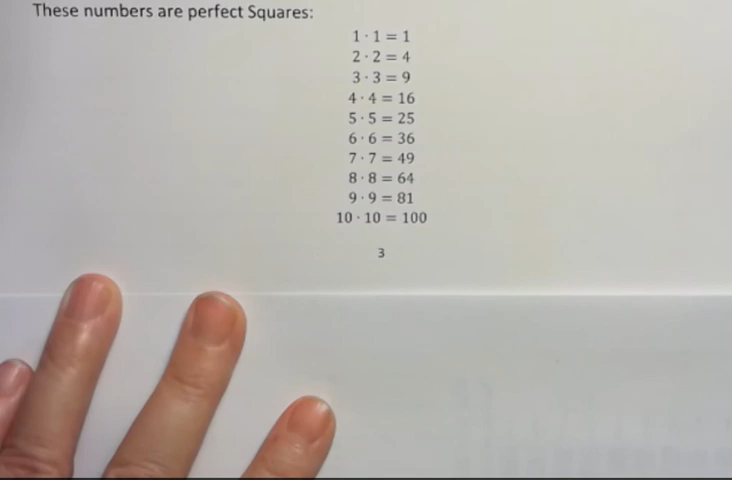 These numbers are perfect Squares:
1 · 1 = 1
2 · 2 = 4
3 · 3 = 9
4 · 4 = 16
5 · 5 = 25
6 · 6 = 36
7 · 7 = 49
8 · 8 = 64
9 · 9 = 81
10 · 10 = 100
3